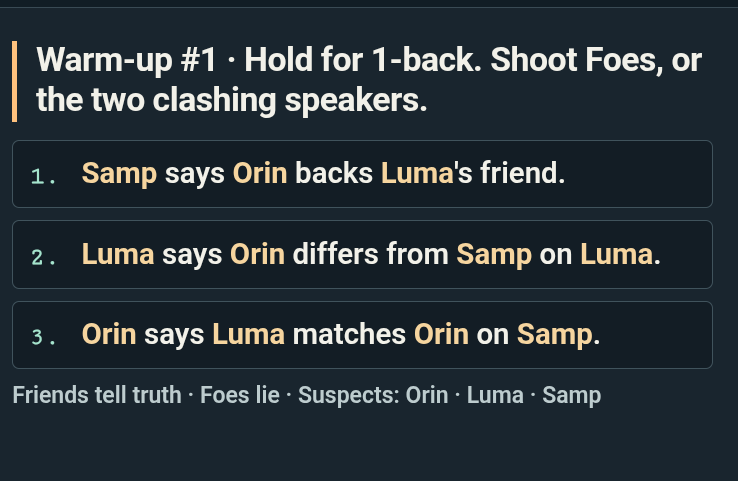 Warm-up #1 · Hold for 1-back. Shoot Foes, or
the two clashing speakers.
1. Samp says Orin backs Luma's friend.
2. Luma says Orin differs from Samp on Luma.
3. Orin says Luma matches Orin on Samp.
Friends tell truth · Foes lie · Suspects: Orin · Luma · Samp